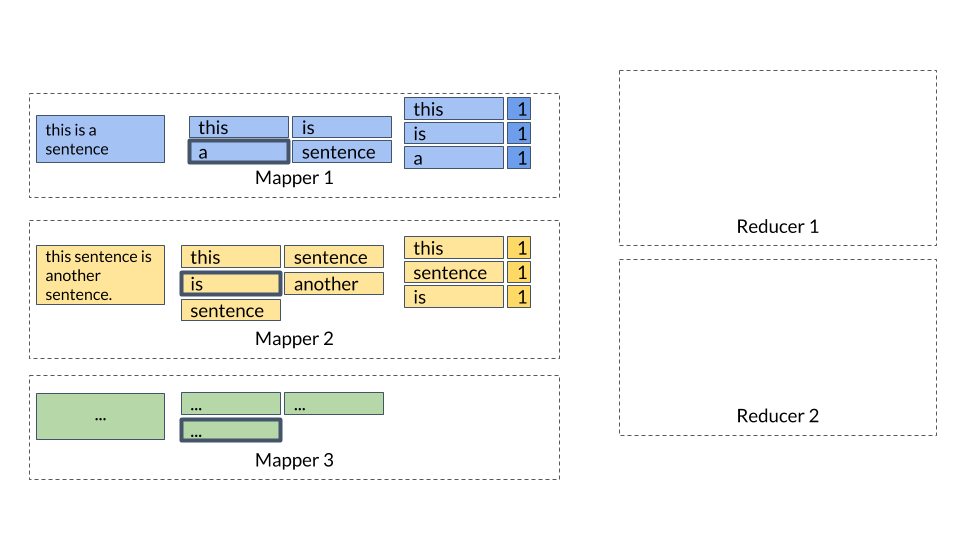 this is a
sentence
this is
a sentence
this 1
is 1
a 1
Mapper 1
this sentence is
another
sentence.
this sentence
is another
sentence
this 1
sentence 1
is 1
Mapper 2
...
... ...
...
Mapper 3
Reducer 1
Reducer 2